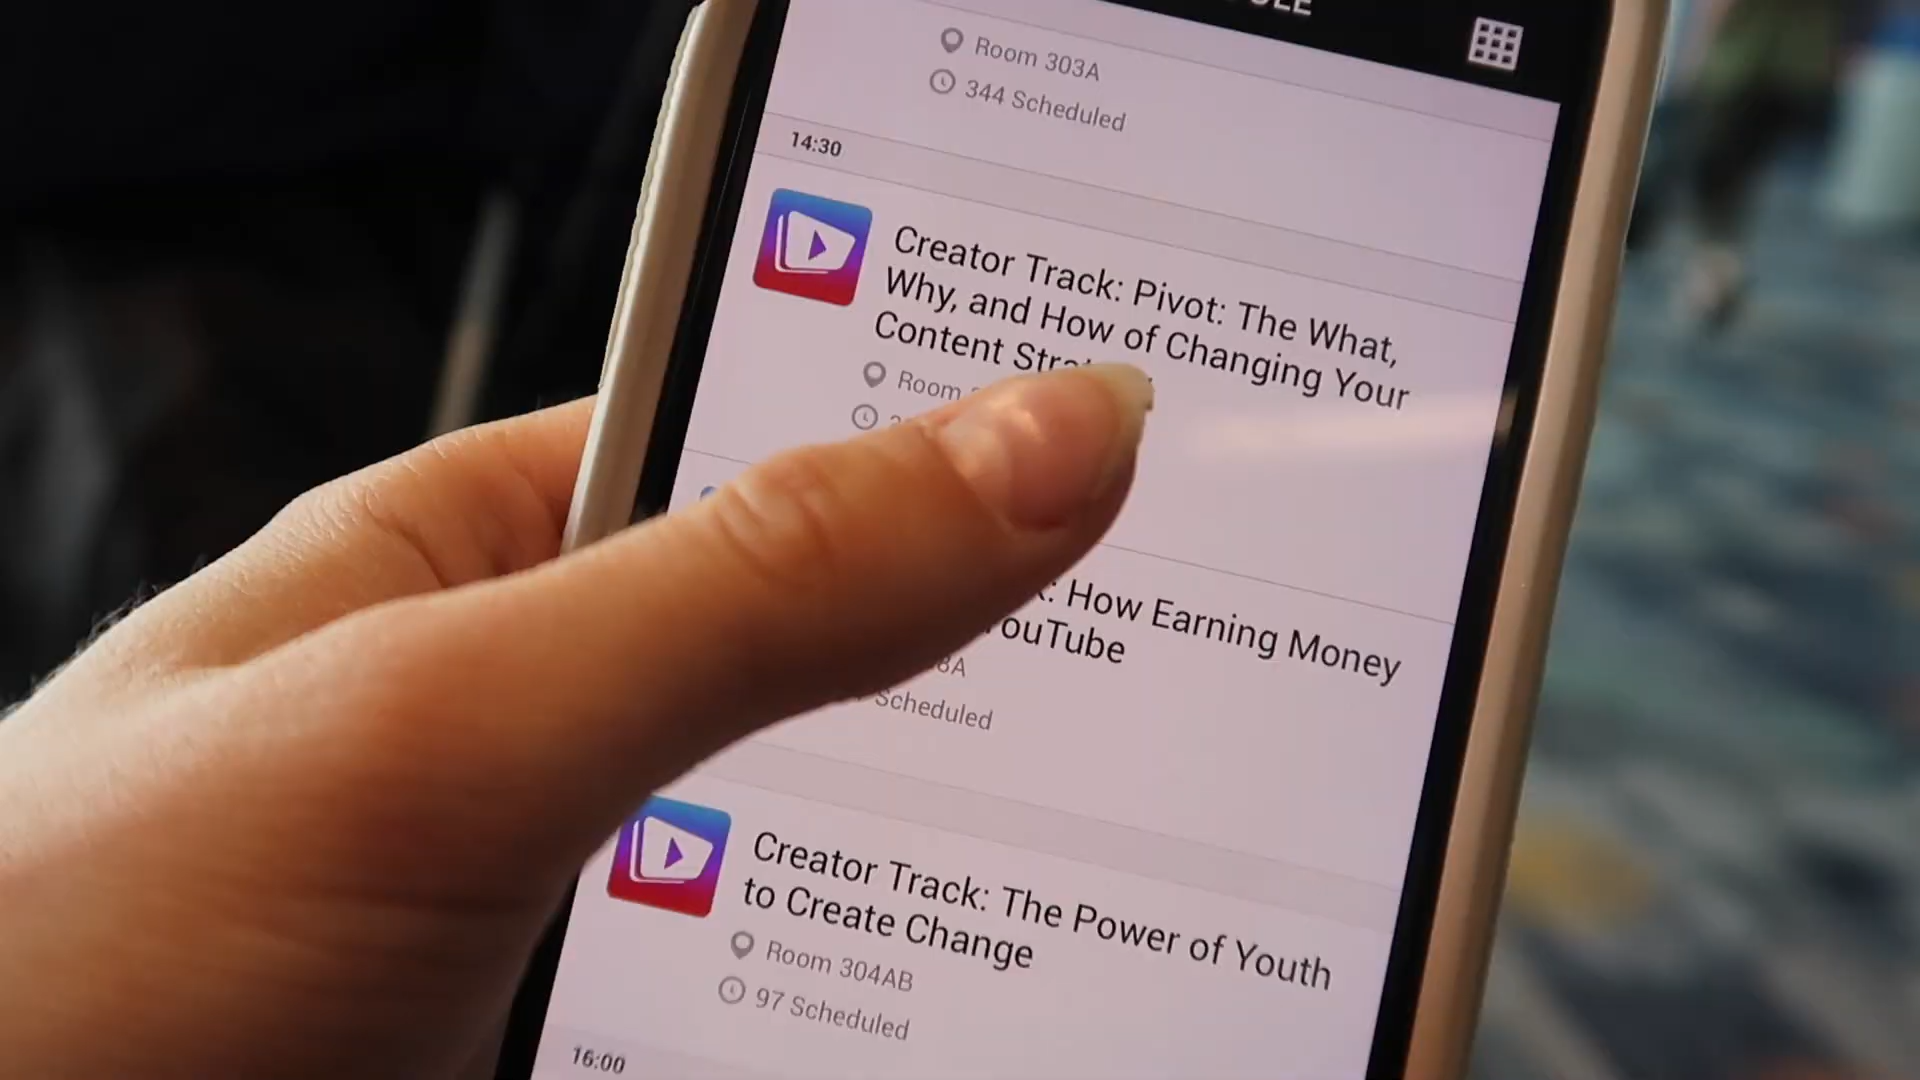 Room 303A
344 Scheduled
14:30
Creator Track: Pivot: The What,
Why, and How of Changing Your
Content
Room
How Earning Money
YouTube
Scheduled
Creator Track: The Power of Youth
to Create Change
Room 304AB
97 Scheduled
16:00